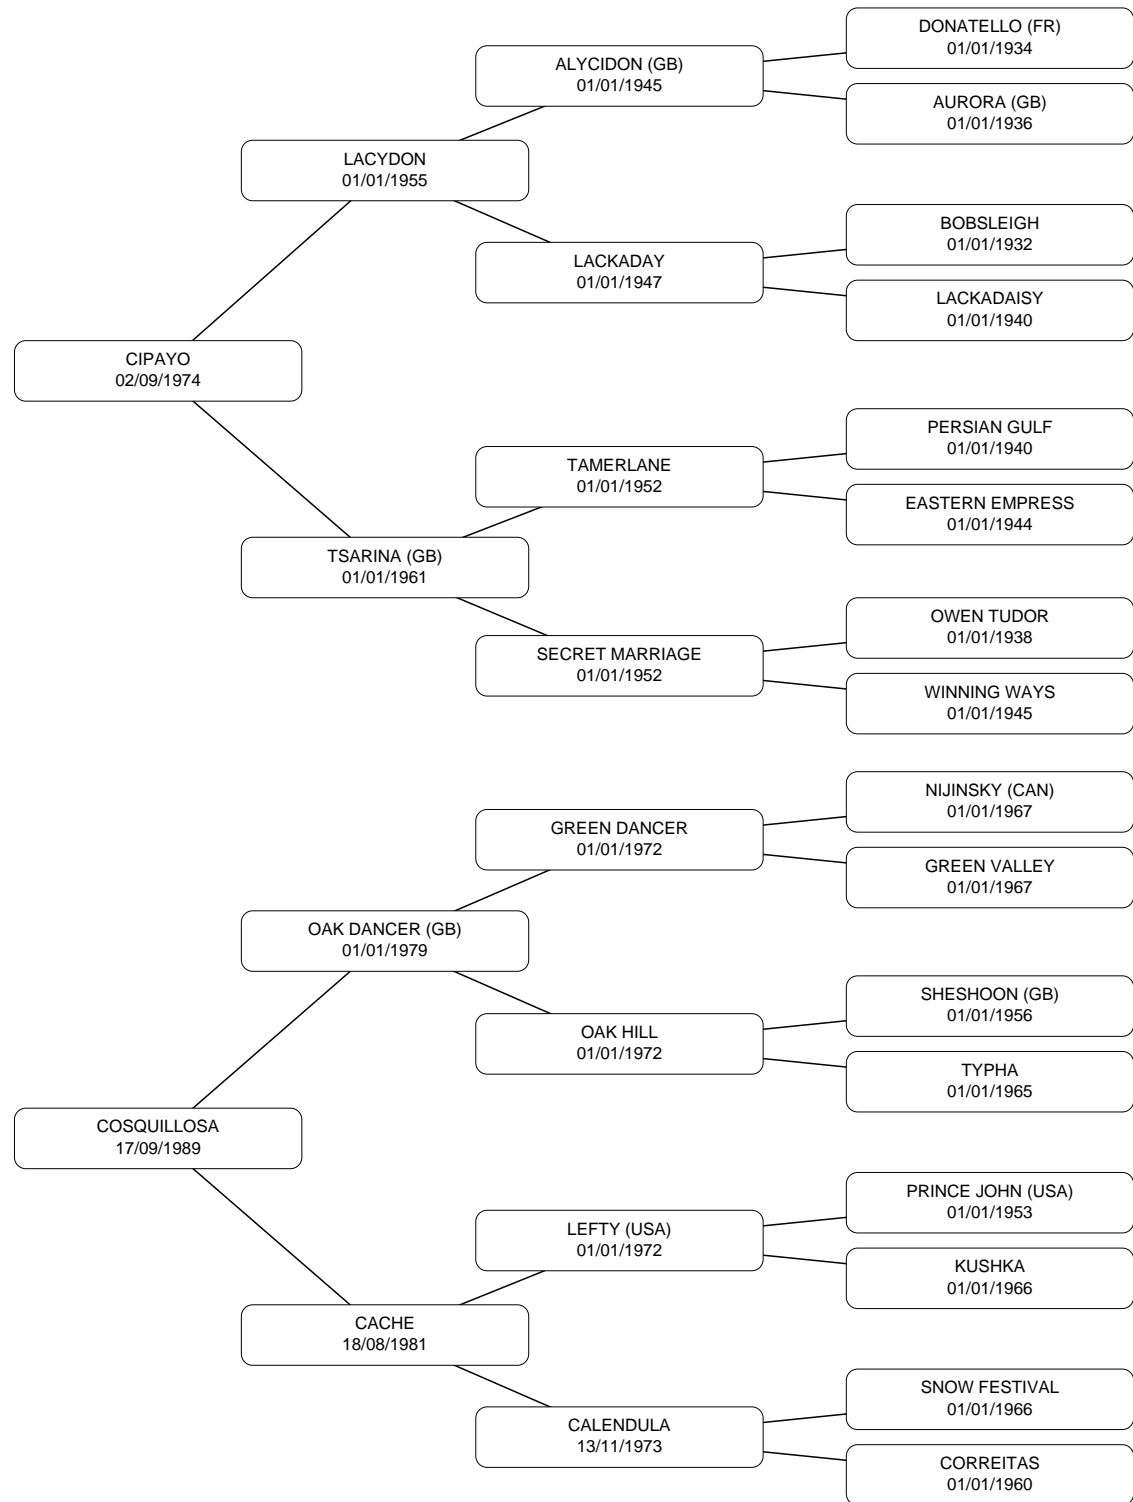 DONATELLO (FR)
01/01/1934
ALYCIDON (GB)
01/01/1945
AURORA (GB)
01/01/1936
LACYDON
01/01/1955
BOBSLEIGH
01/01/1932
LACKADAY
01/01/1947
LACKADAISY
01/01/1940
CIPAYO
02/09/1974
PERSIAN GULF
01/01/1940
TAMERLANE
01/01/1952
EASTERN EMPRESS
01/01/1944
TSARINA (GB)
01/01/1961
OWEN TUDOR
01/01/1938
SECRET MARRIAGE
01/01/1952
WINNING WAYS
01/01/1945
NIJINSKY (CAN)
01/01/1967
GREEN DANCER
01/01/1972
GREEN VALLEY
01/01/1967
OAK DANCER (GB)
01/01/1979
SHESHOON (GB)
01/01/1956
OAK HILL
01/01/1972
TYPHA
01/01/1965
COSQUILLOSA
17/09/1989
PRINCE JOHN (USA)
01/01/1953
LEFTY (USA)
01/01/1972
KUSHKA
01/01/1966
CACHE
18/08/1981
SNOW FESTIVAL
01/01/1966
CALENDULA
13/11/1973
CORREITAS
01/01/1960